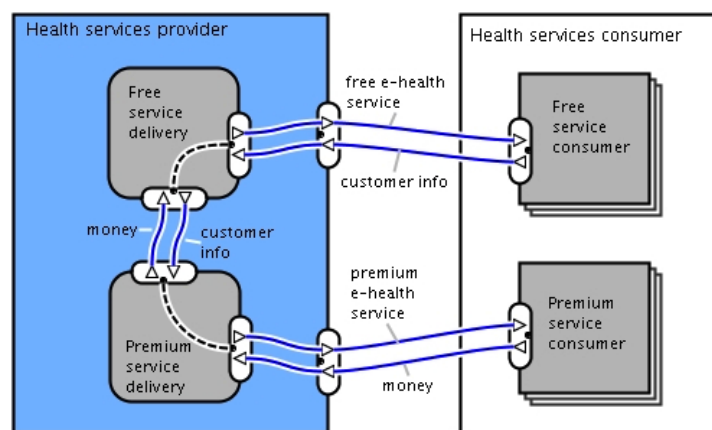 Health services provider
Health services consumer
Free
service
delivery
free e-health
service
customer info
Free
service
consumer
money
customer
info
premium
e-health
service
money
Premium
service
delivery
Premium
service
consumer